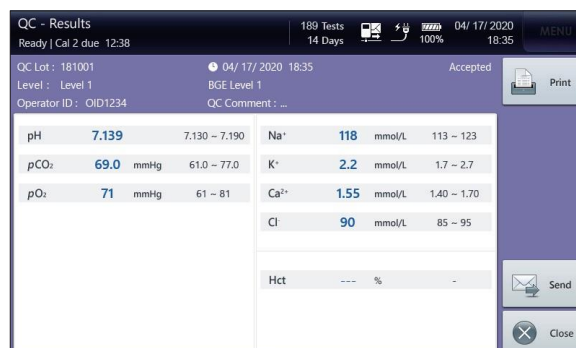 QC - Results
Ready | Cal 2 due 12:38
189 Tests
14 Days
100%
04/ 17/ 2020
18:35
MENU
QC Lot : 181001
04/ 17/ 2020 18:35
Accepted
Level : Level 1
BGE Level 1
Operator ID : OID1234
QC Comment : ...
Print
pH 7.139 7.130 ~ 7.190
pCO₂ 69.0 mmHg 61.0 ~ 77.0
pO₂ 71 mmHg 61 ~ 81
Na⁺ 118 mmol/L 113 ~ 123
K⁺ 2.2 mmol/L 1.7 ~ 2.7
Ca²⁺ 1.55 mmol/L 1.40 ~ 1.70
Cl⁻ 90 mmol/L 85 ~ 95
Hct --- % -
Send
Close